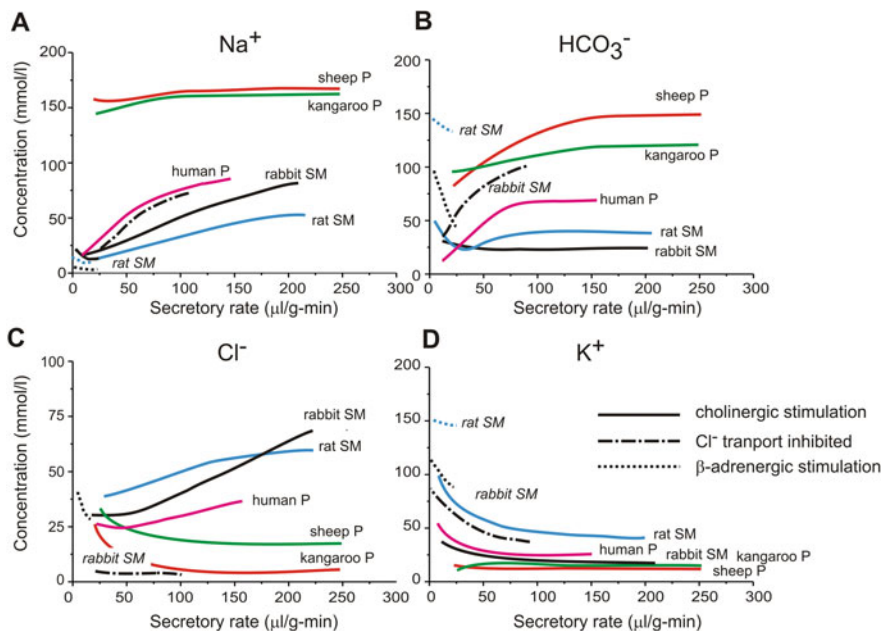 A
Na+
Concentration (mmol/l)
200
150
100
50
0
sheep P
kangaroo P
human P
rabbit SM
rat SM
rat SM
0 50 100 150 200 250 300
Secretory rate (µl/g-min)
B
HCO3-
200
150
100
50
0
rat SM
sheep P
kangaroo P
rabbit SM
human P
rat SM
rabbit SM
0 50 100 150 200 250 300
Secretory rate (µl/g-min)
C
Cl-
Concentration (mmol/l)
100
75
50
25
0
rabbit SM
rat SM
human P
sheep P
rabbit SM
kangaroo P
0 50 100 150 200 250 300
Secretory rate (µl/g-min)
D
K+
200
150
100
50
25
0
rat SM
rabbit SM
rat SM
human P
rabbit SM
kangaroo P
sheep P
0 50 100 150 200 250 300
Secretory rate (µl/g-min)
cholinergic stimulation
Cl- tranport inhibited
β-adrenergic stimulation